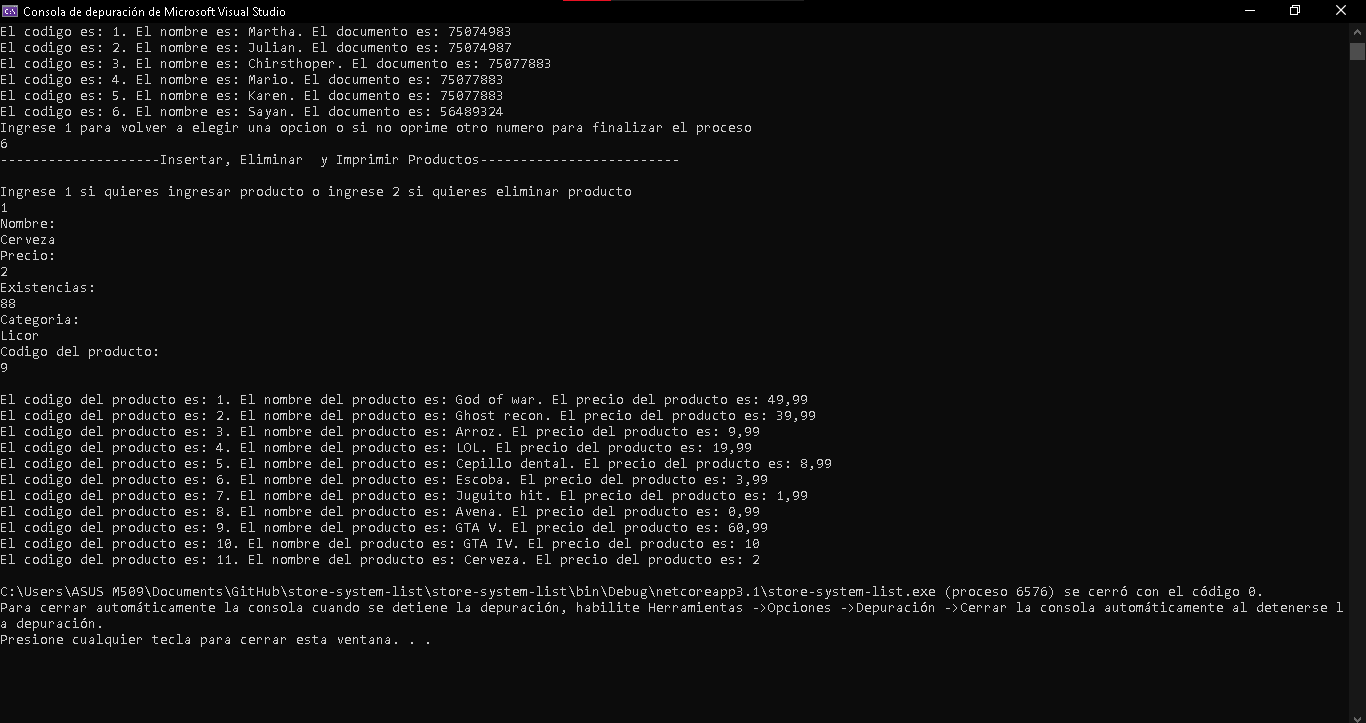 Consola de depuración de Microsoft Visual Studio
El codigo es: 1. El nombre es: Martha. El documento es: 75074983
El codigo es: 2. El nombre es: Julian. El documento es: 75074987
El codigo es: 3. El nombre es: Chirsthoper. El documento es: 75077883
El codigo es: 4. El nombre es: Mario. El documento es: 75077883
El codigo es: 5. El nombre es: Karen. El documento es: 75077883
El codigo es: 6. El nombre es: Sayan. El documento es: 56489324
Ingrese 1 para volver a elegir una opcion o si no oprime otro numero para finalizar el proceso
6
--------------------Insertar, Eliminar  y Imprimir Productos-------------------------
Ingrese 1 si quieres ingresar producto o ingrese 2 si quieres eliminar producto
1
Nombre:
Cerveza
Precio:
2
Existencias:
88
Categoria:
Licor
Codigo del producto:
9
El codigo del producto es: 1. El nombre del producto es: God of war. El precio del producto es: 49,99
El codigo del producto es: 2. El nombre del producto es: Ghost recon. El precio del producto es: 39,99
El codigo del producto es: 3. El nombre del producto es: Arroz. El precio del producto es: 9,99
El codigo del producto es: 4. El nombre del producto es: LOL. El precio del producto es: 19,99
El codigo del producto es: 5. El nombre del producto es: Cepillo dental. El precio del producto es: 8,99
El codigo del producto es: 6. El nombre del producto es: Escoba. El precio del producto es: 3,99
El codigo del producto es: 7. El nombre del producto es: Juguito hit. El precio del producto es: 1,99
El codigo del producto es: 8. El nombre del producto es: Avena. El precio del producto es: 0,99
El codigo del producto es: 9. El nombre del producto es: GTA V. El precio del producto es: 60,99
El codigo del producto es: 10. El nombre del producto es: GTA IV. El precio del producto es: 10
El codigo del producto es: 11. El nombre del producto es: Cerveza. El precio del producto es: 2
C:\Users\ASUS M509\Documents\GitHub\store-system-list\store-system-list\bin\Debug\netcoreapp3.1\store-system-list.exe (proceso 6576) se cerró con el código 0.
Para cerrar automáticamente la consola cuando se detiene la depuración, habilite Herramientas ->Opciones ->Depuración ->Cerrar la consola automáticamente al detenerse l
a depuración.
Presione cualquier tecla para cerrar esta ventana. . .